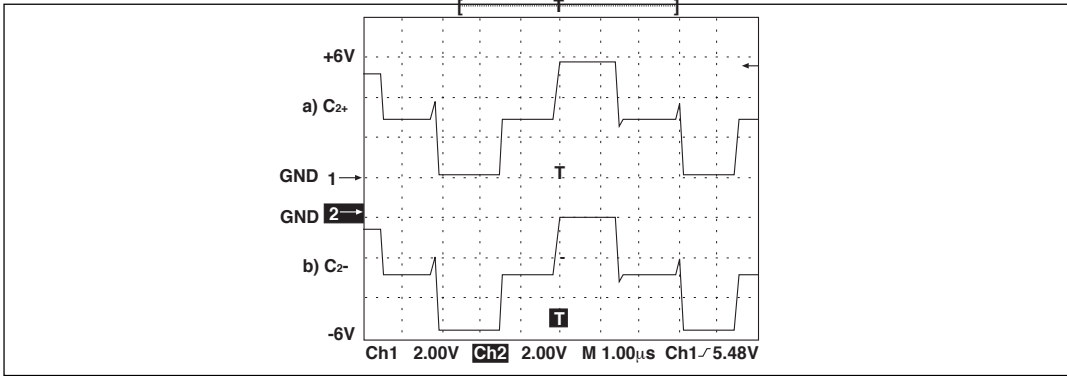 [ T ]
+6V
a) C2+
T
GND 1→
GND 2→
b) C2-
T
-6V
Ch1 2.00V Ch2 2.00V M 1.00µs Ch1 5.48V